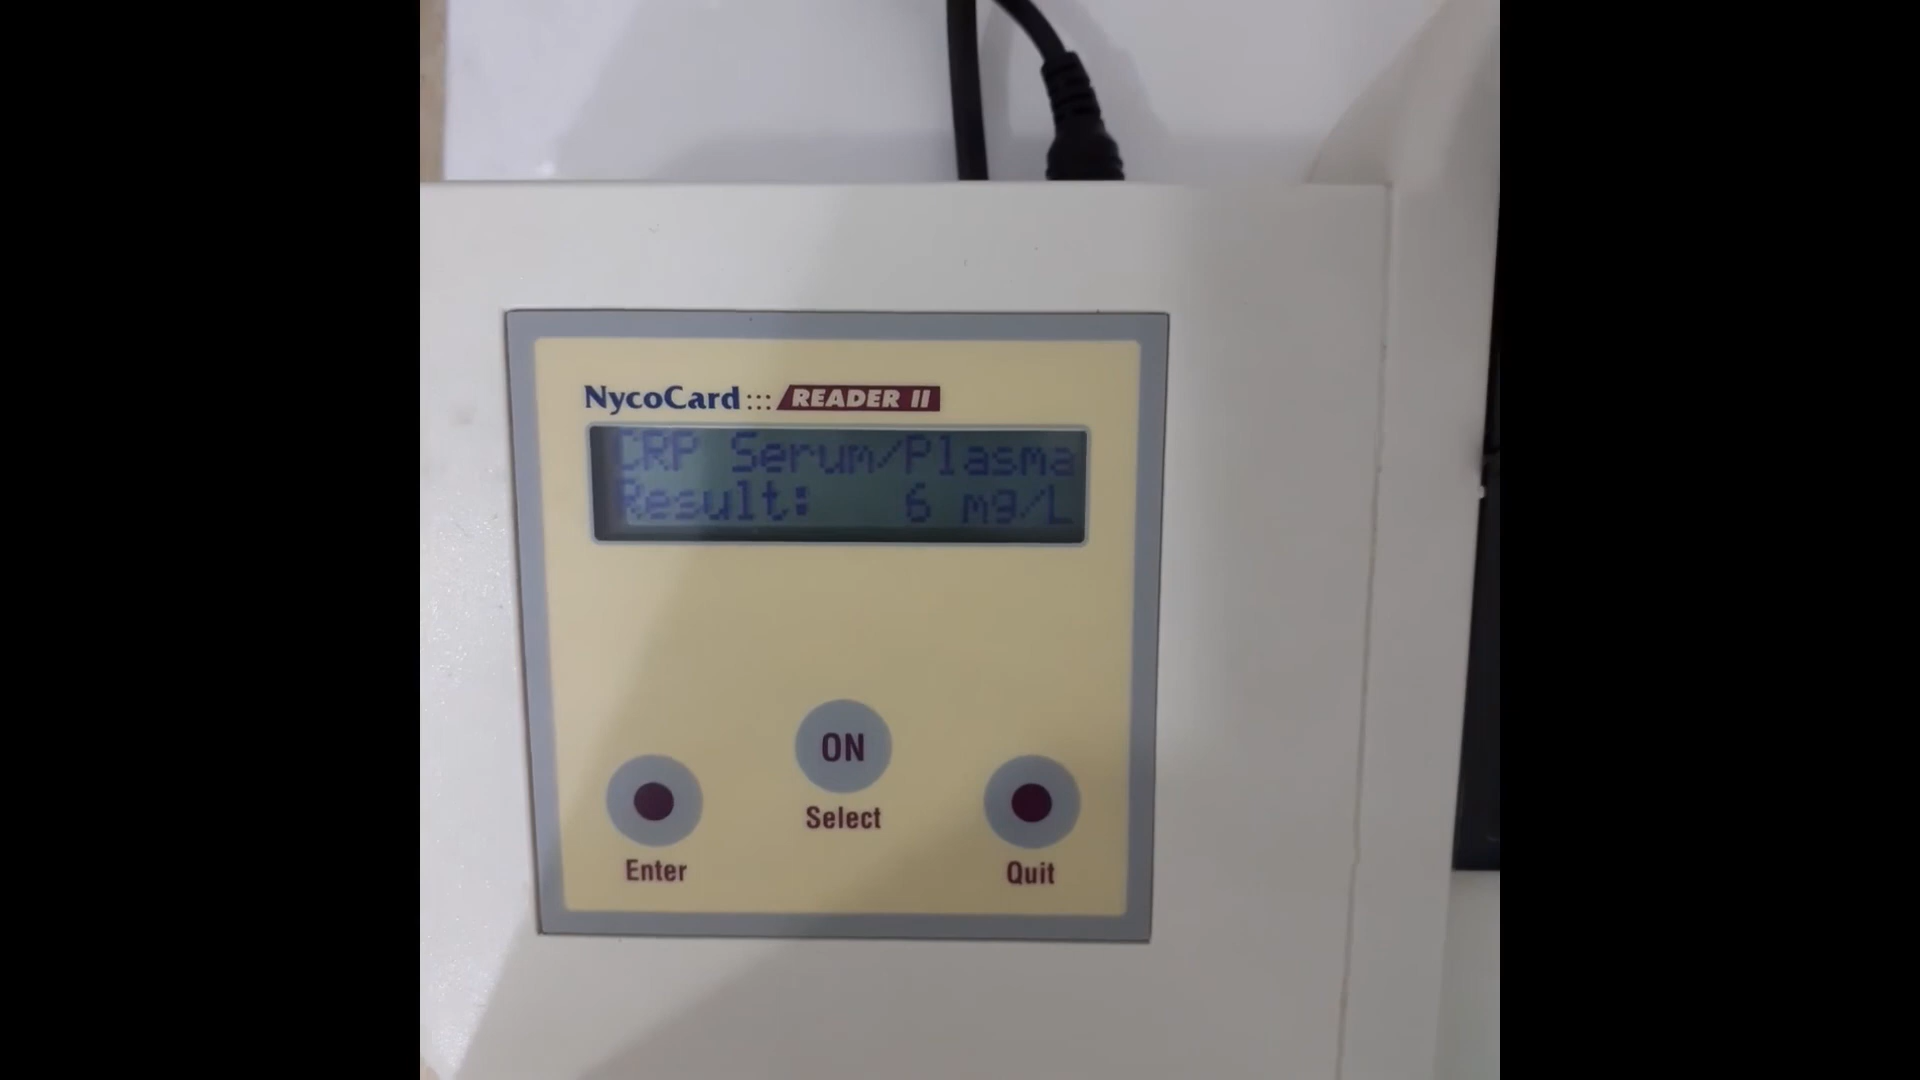 NycoCard ::: READER II
CRP Serum/Plasma
Result: 6 mg/L
ON
Select
Enter
Quit